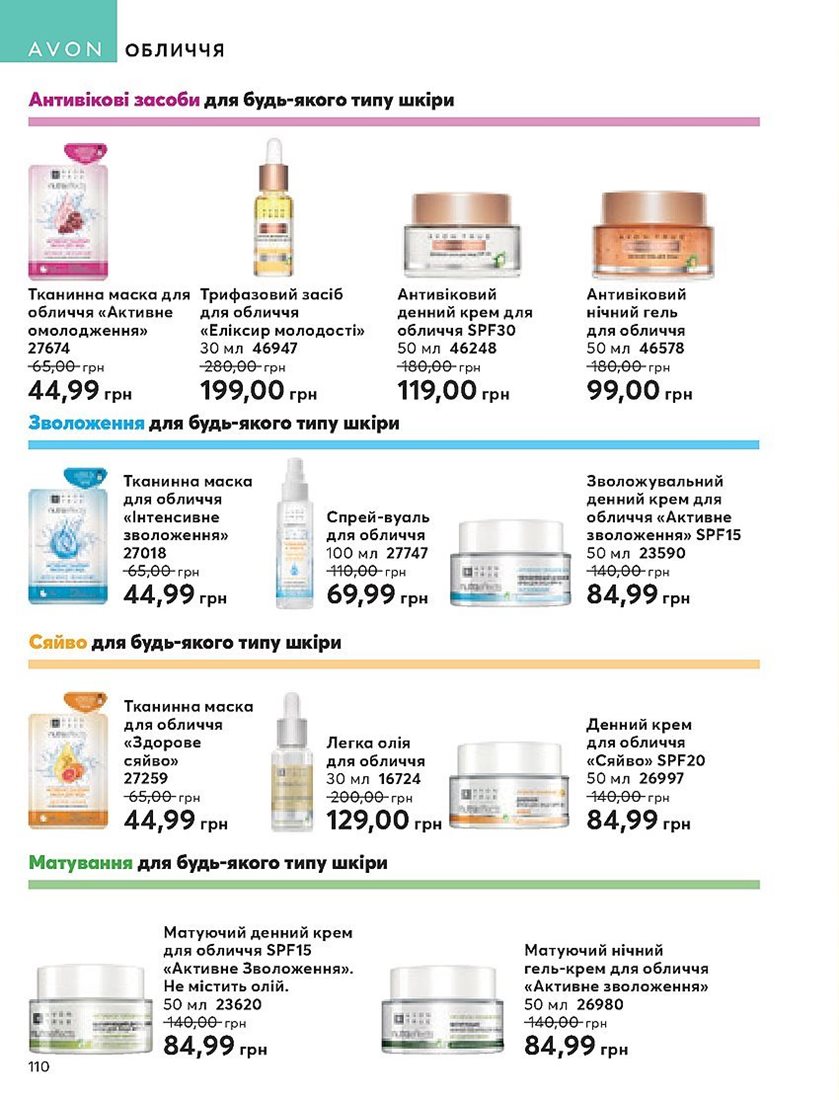 AVON ОБЛИЧЧЯ
Антивікові засоби для будь-якого типу шкіри
Тканинна маска для
обличчя «Активне
омолодження»
27674
65,00 грн
44,99 грн
Трифазовий засіб
для обличчя
«Еліксир молодості»
30 мл 46947
280,00 грн
199,00 грн
Антивіковий
денний крем для
обличчя SPF30
50 мл 46248
180,00 грн
119,00 грн
Антивіковий
нічний гель
для обличчя
50 мл 46578
180,00 грн
99,00 грн
Зволоження для будь-якого типу шкіри
Тканинна маска
для обличчя
«Інтенсивне
зволоження»
27018
65,00 грн
44,99 грн
Спрей-вуаль
для обличчя
100 мл 27747
110,00 грн
69,99 грн
Зволожувальний
денний крем для
обличчя «Активне
зволоження» SPF15
50 мл 23590
140,00 грн
84,99 грн
Сяйво для будь-якого типу шкіри
Тканинна маска
для обличчя
«Здорове
сяйво»
27259
65,00 грн
44,99 грн
Легка олія
для обличчя
30 мл 16724
200,00 грн
129,00 грн
Денний крем
для обличчя
«Сяйво» SPF20
50 мл 26997
140,00 грн
84,99 грн
Матування для будь-якого типу шкіри
Матуючий денний крем
для обличчя SPF15
«Активне Зволоження».
Не містить олій.
50 мл 23620
140,00 грн
84,99 грн
Матуючий нічний
гель-крем для обличчя
«Активне зволоження»
50 мл 26980
140,00 грн
84,99 грн
110